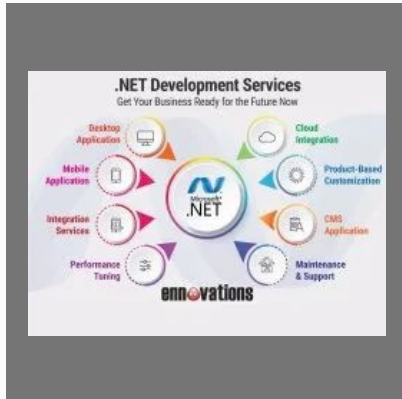 .NET Development Services
Get Your Business Ready for the Future Now
Desktop
Application
Cloud
Integration
Mobile
Application
Product-Based
Customization
Microsoft®
.NET
Integration
Services
CMS
Application
Performance
Tuning
Maintenance
& Support
ennovations